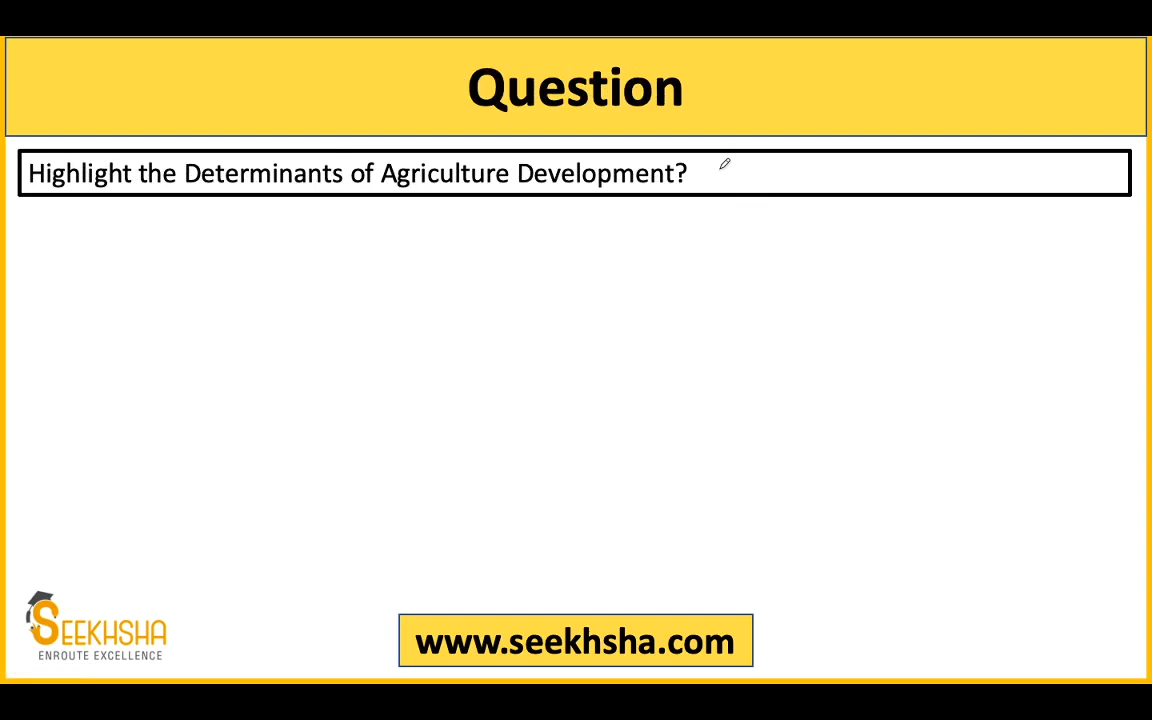 Question
Highlight the Determinants of Agriculture Development?
SEEKHSHA
ENROUTE EXCELLENCE
www.seekhsha.com